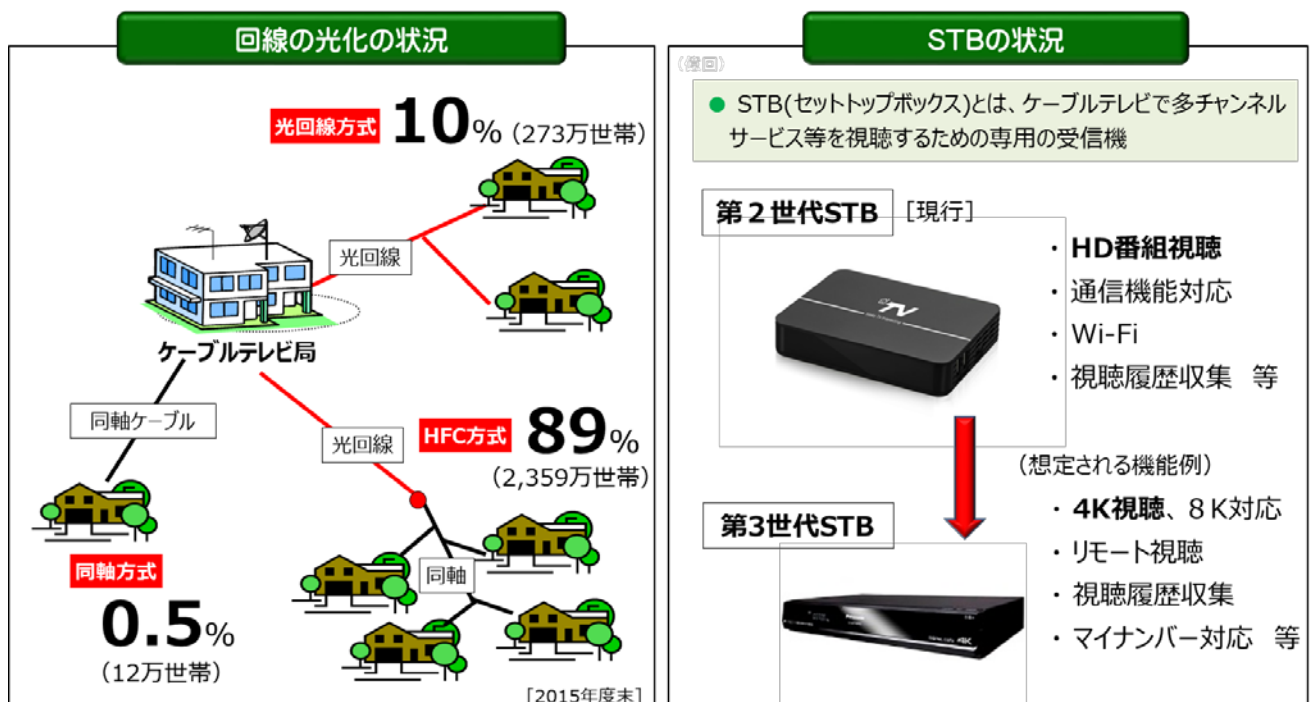 回線の光化の状況
光回線方式 10% (273万世帯)
光回線
ケーブルテレビ局
同軸ケーブル
光回線
HFC方式 89%
(2,359万世帯)
同軸
同軸方式
0.5%
(12万世帯)
[2015年度末]
STBの状況
● STB(セットトップボックス)とは、ケーブルテレビで多チャンネル
サービス等を視聴するための専用の受信機
第2世代STB [現行]
・ HD番組視聴
・ 通信機能対応
・ Wi-Fi
・ 視聴履歴収集 等
TV
(想定される機能例)
第3世代STB
・ 4K視聴、8K対応
・ リモート視聴
・ 視聴履歴収集
・ マイナンバー対応 等
4K